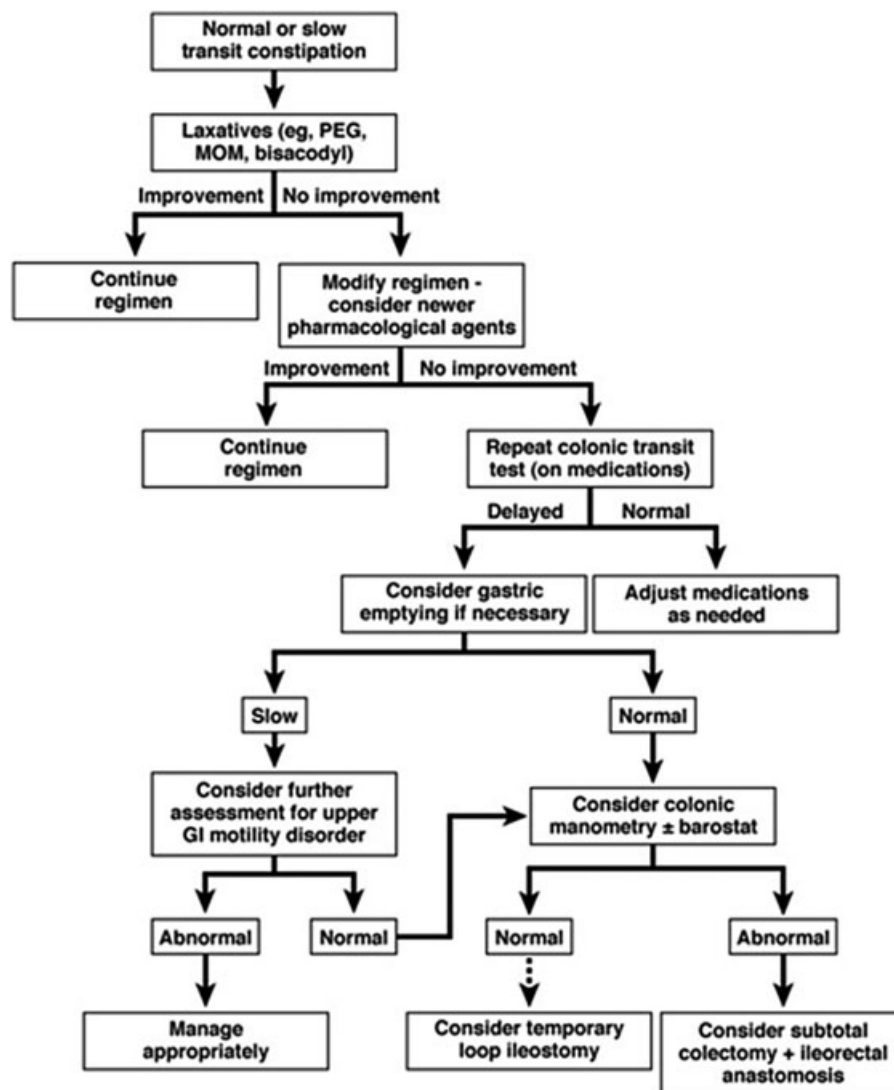 Normal or slow
transit constipation
Laxatives (eg, PEG,
MOM, bisacodyl)
Improvement
No improvement
Continue
regimen
Modify regimen -
consider newer
pharmacological agents
Improvement
No improvement
Continue
regimen
Repeat colonic transit
test (on medications)
Delayed
Normal
Consider gastric
emptying if necessary
Adjust medications
as needed
Slow
Normal
Consider further
assessment for upper
GI motility disorder
Consider colonic
manometry ± barostat
Abnormal
Normal
Normal
Abnormal
Manage
appropriately
Consider temporary
loop ileostomy
Consider subtotal
colectomy + ileorectal
anastomosis